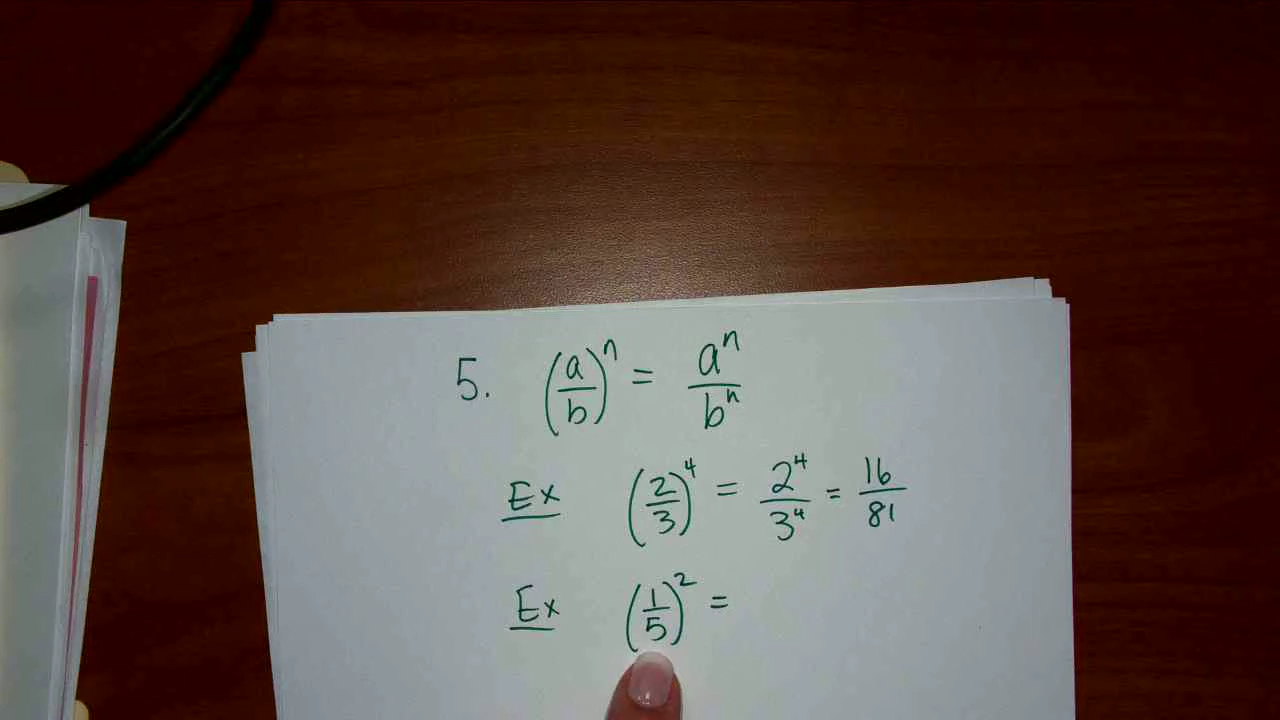 5. (a/b)^n = a^n/b^n
Ex (2/3)^4 = 2^4/3^4 = 16/81
Ex (1/5)^2 =